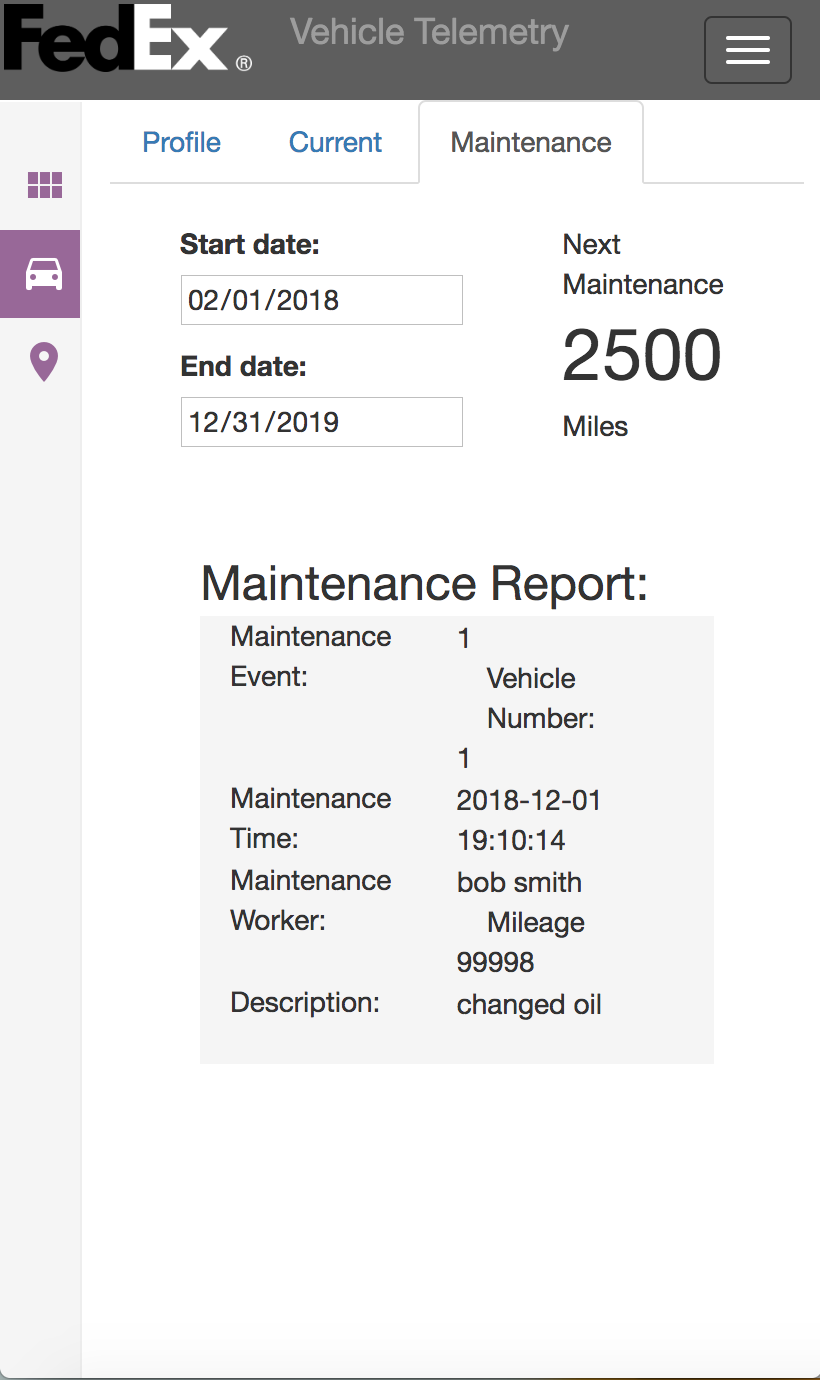 FedEx®
Vehicle Telemetry
Profile Current Maintenance
Start date:
02/01/2018
End date:
12/31/2019
Next
Maintenance
2500
Miles
Maintenance Report:
Maintenance
Event:
1
Vehicle
Number:
1
Maintenance
Time:
2018-12-01
19:10:14
Maintenance
Worker:
bob smith
Mileage
99998
Description:
changed oil